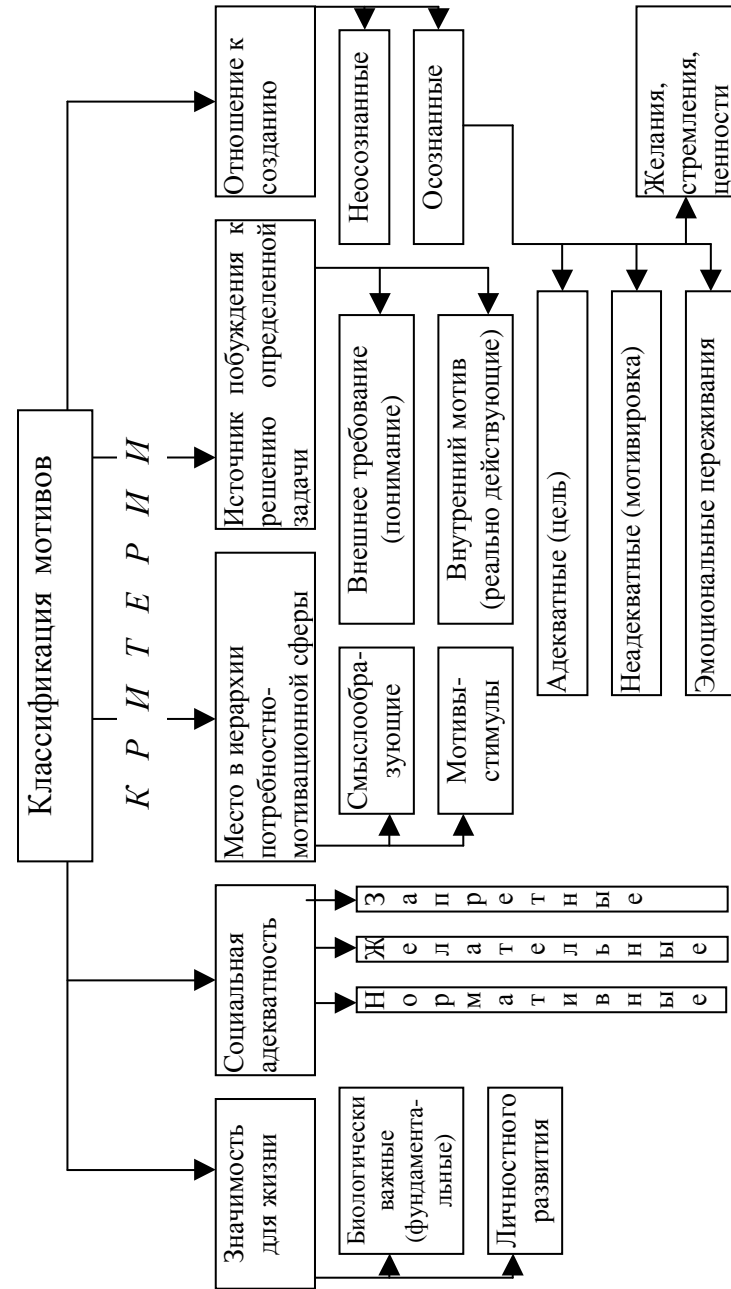 Классификация мотивов
К Р И Т Е Р И И
Значимость
для жизни
Биологически
важные
(фундамента-
льные)
Личностного
развития
Социальная
адекватность
Нормативные
Желательные
Запретные
Место в иерархии
потребностно-
мотивационной сферы
Смыслообра-
зующие
Мотивы-
стимулы
Источник побуждения к
решению определенной
задачи
Внешнее требование
(понимание)
Внутренний мотив
(реально действующие)
Отношение к
созданию
Неосознанные
Осознанные
Адекватные (цель)
Неадекватные (мотивировка)
Эмоциональные переживания
Желания,
стремления,
ценности